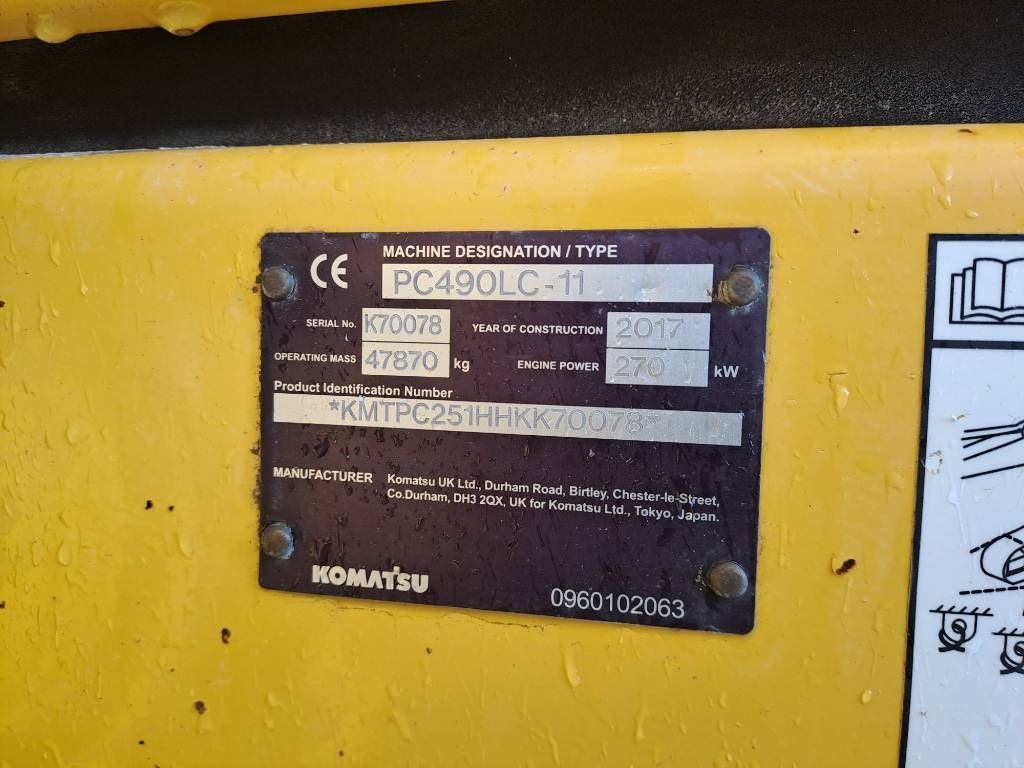 CE
MACHINE DESIGNATION / TYPE
PC490LC-11
SERIAL No. K70078 YEAR OF CONSTRUCTION 2017
OPERATING MASS 47870 kg ENGINE POWER 270 kW
Product Identification Number
*KMTPC251HHKK70078*
MANUFACTURER Komatsu UK Ltd., Durham Road, Birtley, Chester-le-Street,
Co.Durham, DH3 2QX, UK for Komatsu Ltd., Tokyo, Japan.
KOMATSU
0960102063